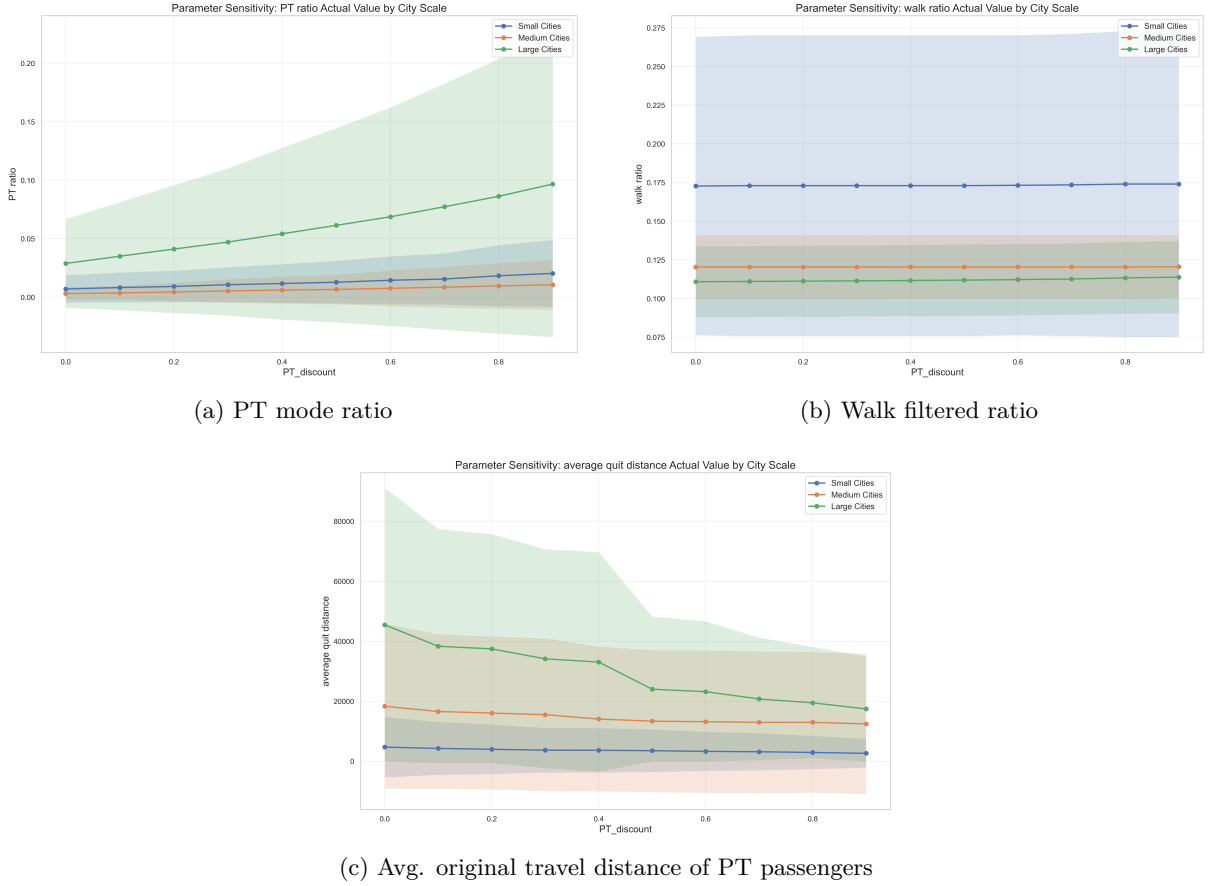 Parameter Sensitivity: PT ratio Actual Value by City Scale
Small Cities
Medium Cities
Large Cities
0.20
0.15
0.10
0.05
0.00
PT ratio
0.0 0.2 0.4 0.6 0.8
PT_discount
(a) PT mode ratio
Parameter Sensitivity: walk ratio Actual Value by City Scale
Small Cities
Medium Cities
Large Cities
0.275
0.250
0.225
0.200
0.175
0.150
0.125
0.100
0.075
walk ratio
0.0 0.2 0.4 0.6 0.8
PT_discount
(b) Walk filtered ratio
Parameter Sensitivity: average quit distance Actual Value by City Scale
Small Cities
Medium Cities
Large Cities
80000
60000
40000
20000
0
average quit distance
0.0 0.2 0.4 0.6 0.8
PT_discount
(c) Avg. original travel distance of PT passengers